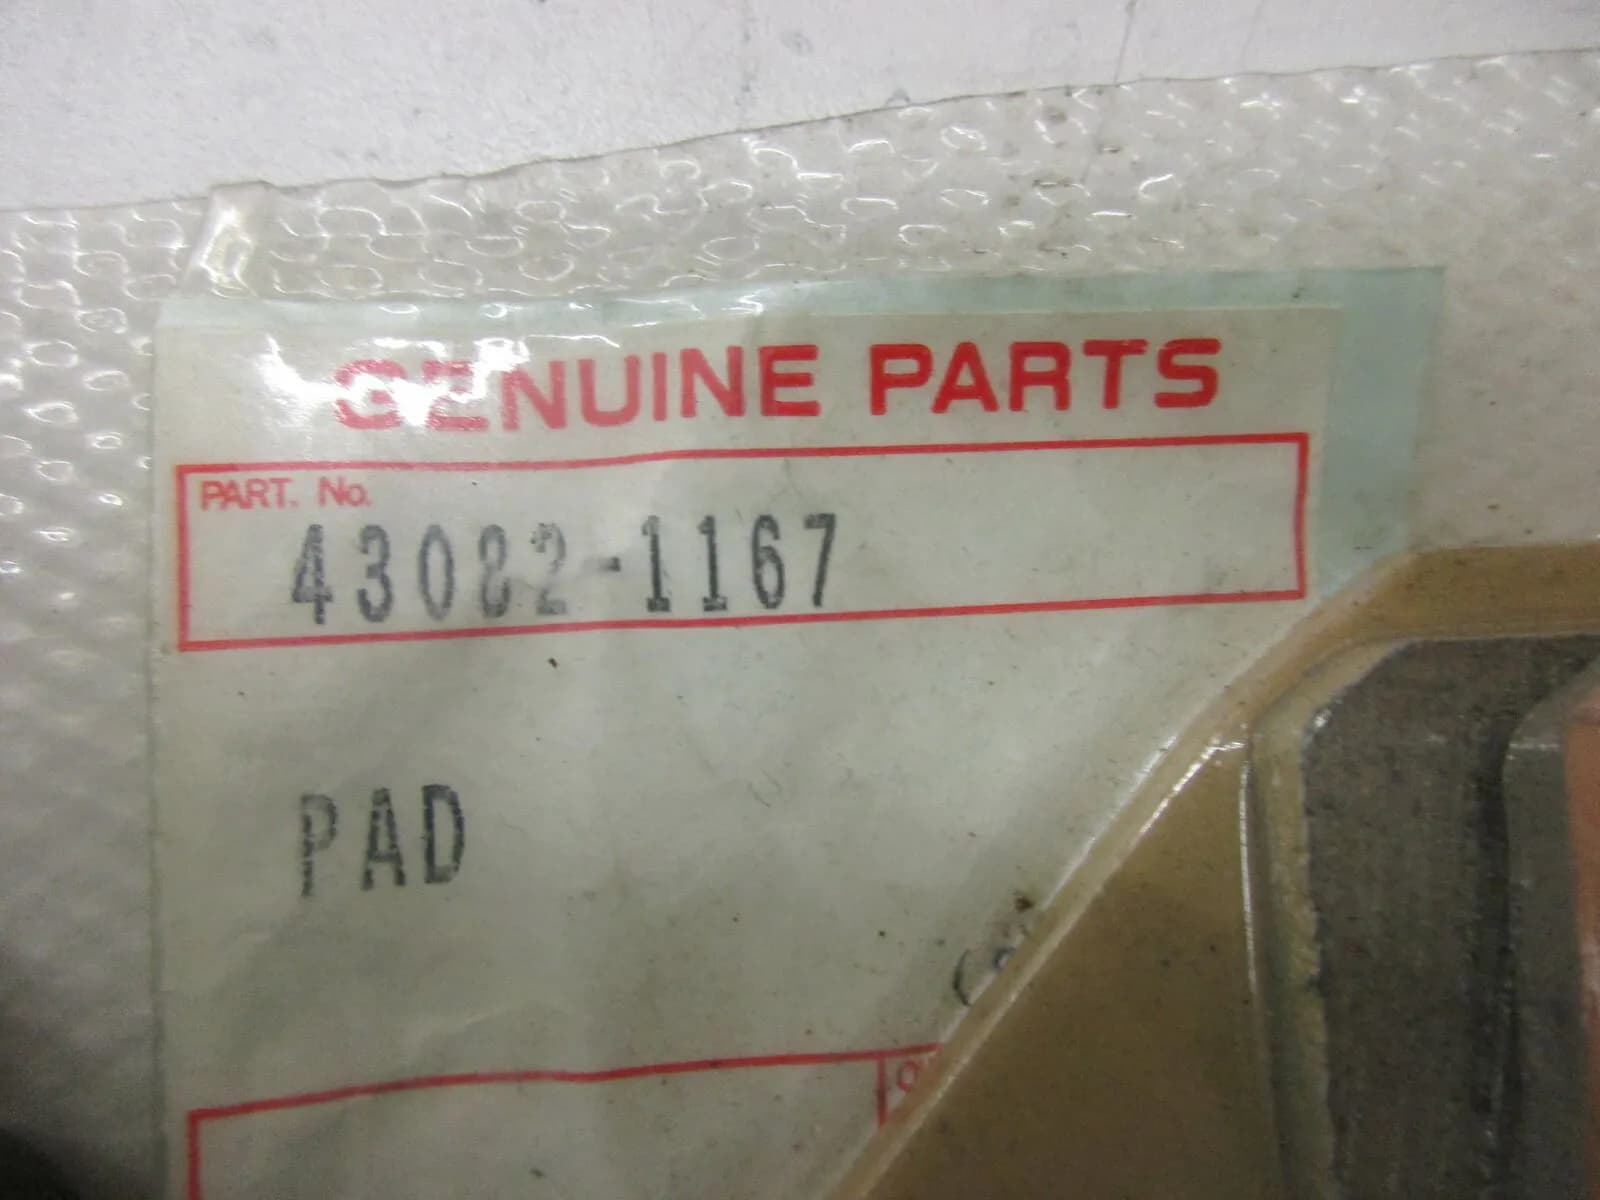 GENUINE PARTS
PART. No.
43082-1167
PAD